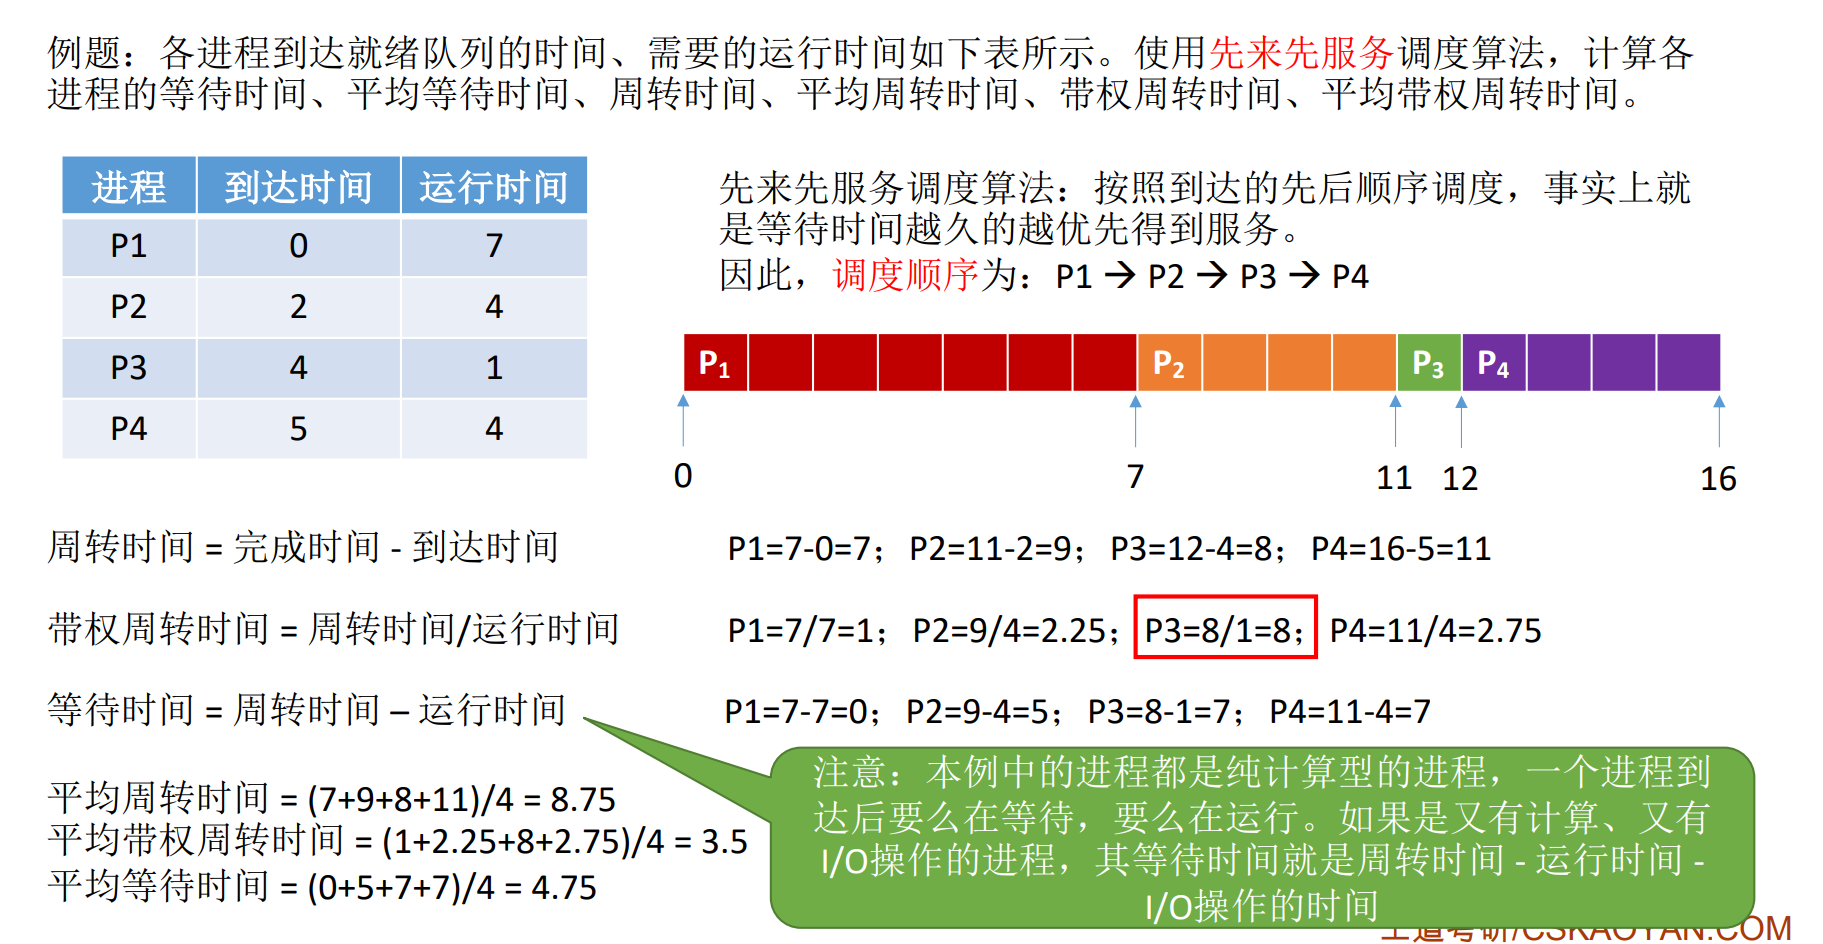 例题：各进程到达就绪队列的时间、需要的运行时间如下表所示。使用先来先服务调度算法，计算各
进程的等待时间、平均等待时间、周转时间、平均周转时间、带权周转时间、平均带权周转时间。
进程 到达时间 运行时间
P1 0 7
P2 2 4
P3 4 1
P4 5 4
先来先服务调度算法：按照到达的先后顺序调度，事实上就
是等待时间越久的越优先得到服务。
因此，调度顺序为：P1 → P2 → P3 → P4
P1 P2 P3 P4
0 7 11 12 16
周转时间 = 完成时间 - 到达时间
P1=7-0=7；P2=11-2=9；P3=12-4=8；P4=16-5=11
带权周转时间 = 周转时间/运行时间
P1=7/7=1；P2=9/4=2.25；P3=8/1=8；P4=11/4=2.75
等待时间 = 周转时间 – 运行时间
P1=7-7=0；P2=9-4=5；P3=8-1=7；P4=11-4=7
平均周转时间 = (7+9+8+11)/4 = 8.75
平均带权周转时间 = (1+2.25+8+2.75)/4 = 3.5
平均等待时间 = (0+5+7+7)/4 = 4.75
注意：本例中的进程都是纯计算型的进程，一个进程到
达后要么在等待，要么在运行。如果是又有计算、又有
I/O操作的进程，其等待时间就是周转时间 - 运行时间 -
I/O操作的时间
王道考研/CSKAOYAN.COM